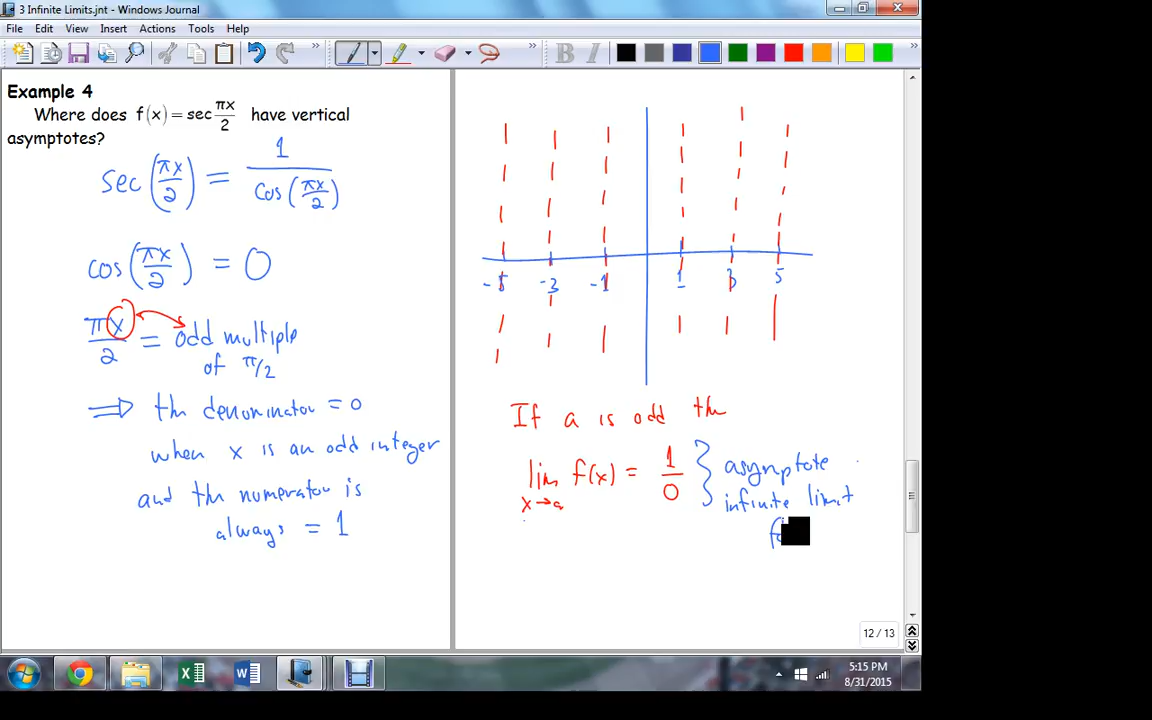 3 Infinite Limits.jnt - Windows Journal
File Edit View Insert Actions Tools Help
B I
Example 4
Where does f(x) = sec πx/2 have vertical
asymptotes?
sec(πx/2) = 1/cos(πx/2)
cos(πx/2) = 0
πx/2 = odd multiple
of π/2
⟹ the denominator = 0
when x is an odd integer
and the numerator is
always = 1
-5 -3 -1 1 3 5
If a is odd the
lim x→a f(x) = 1/0 } asymptote
infinite limit
12 / 13
5:15 PM
8/31/2015